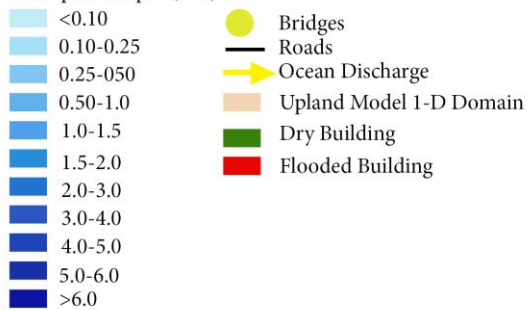 <0.10
0.10-0.25
0.25-050
0.50-1.0
1.0-1.5
1.5-2.0
2.0-3.0
3.0-4.0
4.0-5.0
5.0-6.0
>6.0
Bridges
Roads
Ocean Discharge
Upland Model 1-D Domain
Dry Building
Flooded Building